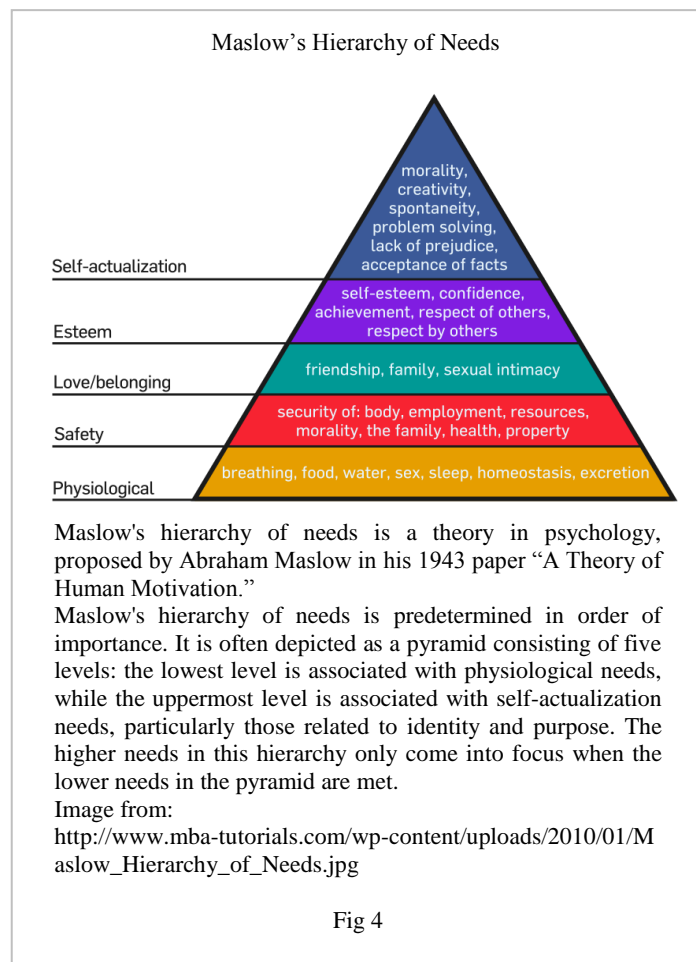 Maslow’s Hierarchy of Needs
morality,
creativity,
spontaneity,
problem solving,
lack of prejudice,
acceptance of facts
Self-actualization
self-esteem, confidence,
achievement, respect of others,
respect by others
Esteem
friendship, family, sexual intimacy
Love/belonging
security of: body, employment, resources,
morality, the family, health, property
Safety
breathing, food, water, sex, sleep, homeostasis, excretion
Physiological
Maslow's hierarchy of needs is a theory in psychology,
proposed by Abraham Maslow in his 1943 paper “A Theory of
Human Motivation.”
Maslow's hierarchy of needs is predetermined in order of
importance. It is often depicted as a pyramid consisting of five
levels: the lowest level is associated with physiological needs,
while the uppermost level is associated with self-actualization
needs, particularly those related to identity and purpose. The
higher needs in this hierarchy only come into focus when the
lower needs in the pyramid are met.
Image from:
http://www.mba-tutorials.com/wp-content/uploads/2010/01/M
aslow_Hierarchy_of_Needs.jpg
Fig 4